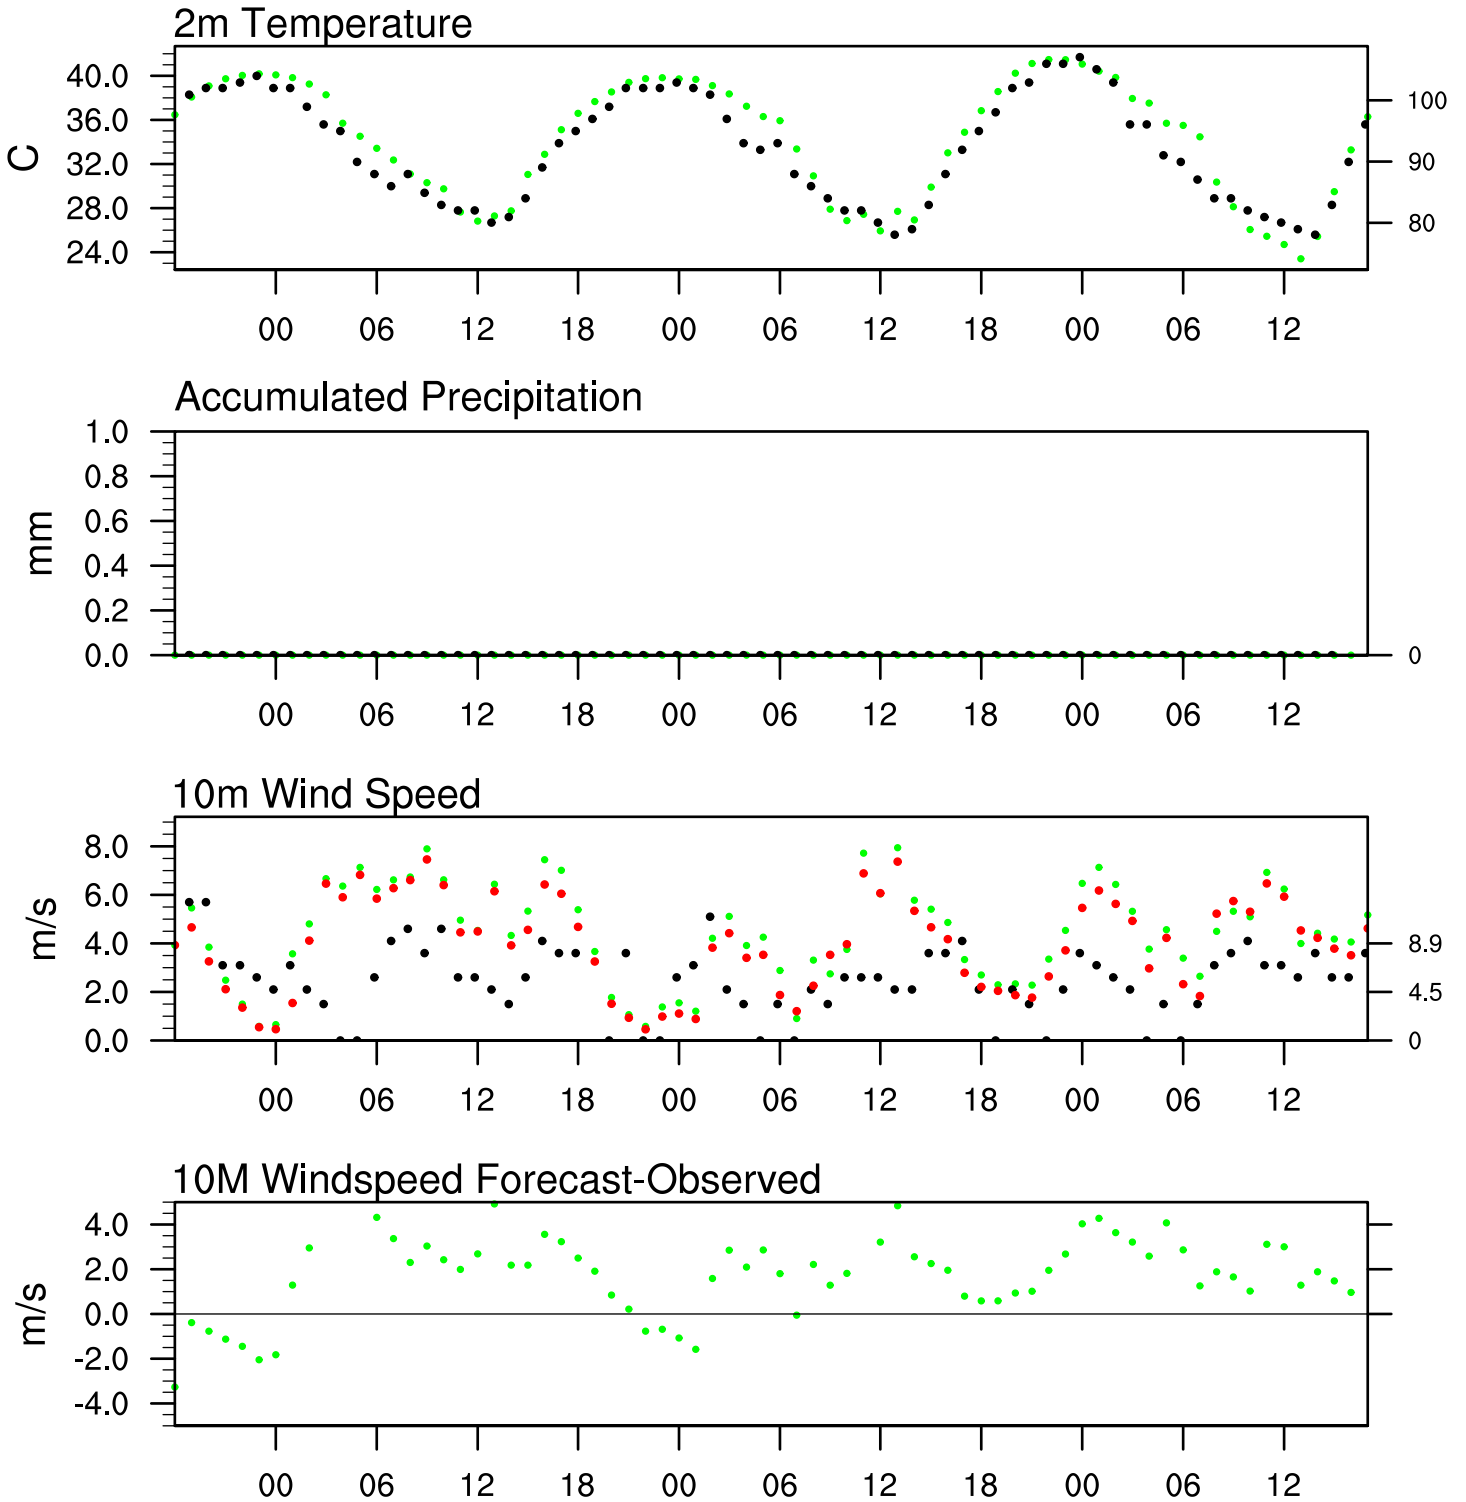 2m Temperature
40.0
36.0
32.0
28.0
24.0
C
100
90
80
00 06 12 18 00 06 12 18 00 06 12
Accumulated Precipitation
1.0
0.8
0.6
0.4
0.2
0.0
mm
0
00 06 12 18 00 06 12 18 00 06 12
10m Wind Speed
8.0
6.0
4.0
2.0
0.0
m/s
8.9
4.5
0
00 06 12 18 00 06 12 18 00 06 12
10M Windspeed Forecast-Observed
4.0
2.0
0.0
-2.0
-4.0
m/s
00 06 12 18 00 06 12 18 00 06 12